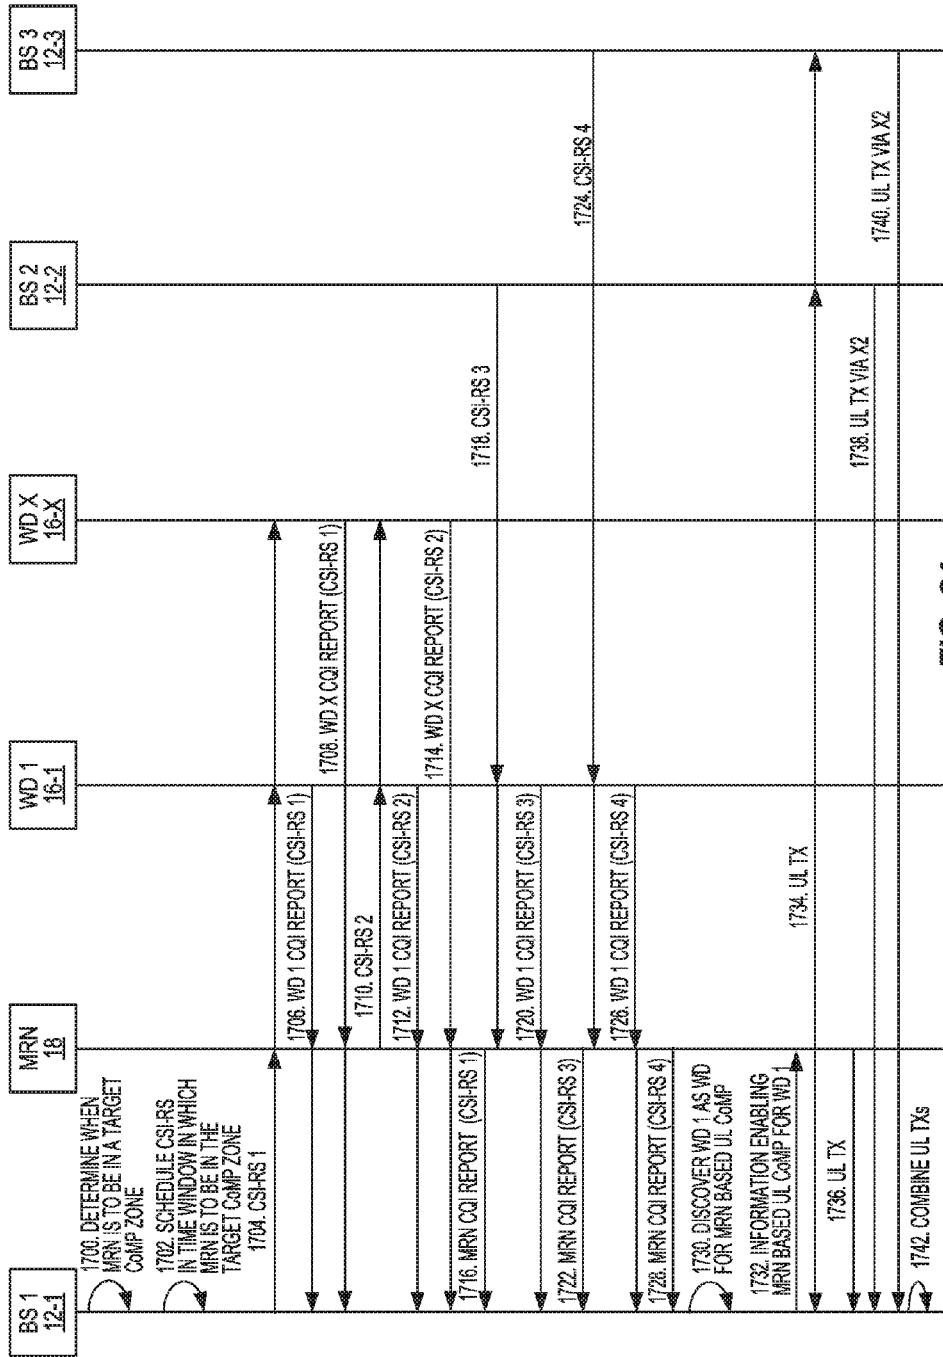 BS 1
12-1
MRN
18
WD 1
16-1
WD X
16-X
BS 2
12-2
BS 3
12-3
1700. DETERMINE WHEN
MRN IS TO BE IN A TARGET
CoMP ZONE
1702. SCHEDULE CSI-RS
IN TIME WINDOW IN WHICH
MRN IS TO BE IN THE
TARGET CoMP ZONE
1704. CSI-RS 1
1706. WD 1 CQI REPORT (CSI-RS 1)
1708. WD X CQI REPORT (CSI-RS 1)
1710. CSI-RS 2
1712. WD 1 CQI REPORT (CSI-RS 2)
1714. WD X CQI REPORT (CSI-RS 2)
1716. MRN CQI REPORT (CSI-RS 1)
1718. CSI-RS 3
1720. WD 1 CQI REPORT (CSI-RS 3)
1722. MRN CQI REPORT (CSI-RS 3)
1724. CSI-RS 4
1726. WD 1 CQI REPORT (CSI-RS 4)
1728. MRN CQI REPORT (CSI-RS 4)
1730. DISCOVER WD 1 AS WD
FOR MRN BASED UL CoMP
1732. INFORMATION ENABLING
MRN BASED UL CoMP FOR WD 1
1734. UL TX
1736. UL TX
1738. UL TX VIA X2
1740. UL TX VIA X2
1742. COMBINE UL TXs